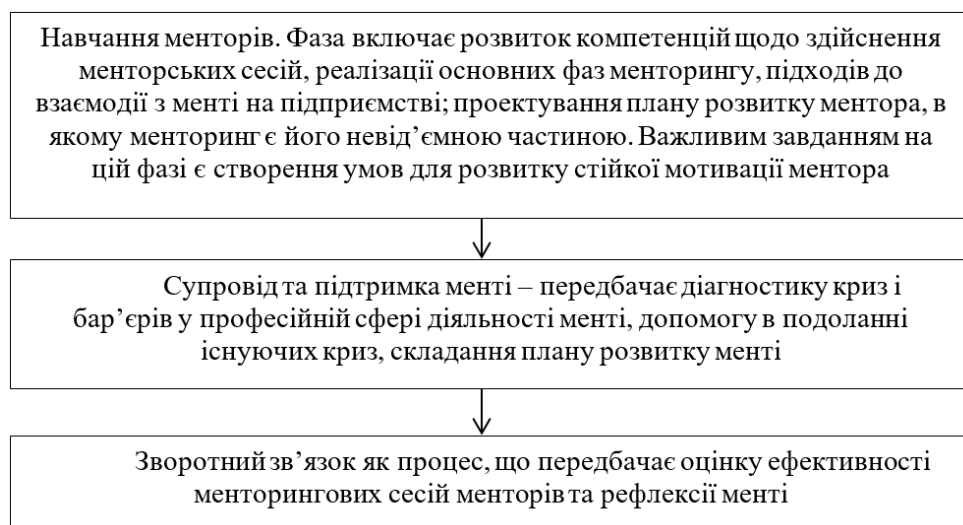 Навчання менторів. Фаза включає розвиток компетенцій щодо здійснення
менторських сесій, реалізації основних фаз менторингу, підходів до
взаємодії з менті на підприємстві; проектування плану розвитку ментора, в
якому менторинг є його невід’ємною частиною. Важливим завданням на
цій фазі є створення умов для розвитку стійкої мотивації ментора
Супровід та підтримка менті – передбачає діагностику криз і
бар’єрів у професійній сфері діяльності менті, допомогу в подоланні
існуючих криз, складання плану розвитку менті
Зворотний зв’язок як процес, що передбачає оцінку ефективності
менторингових сесій менторів та рефлексії менті